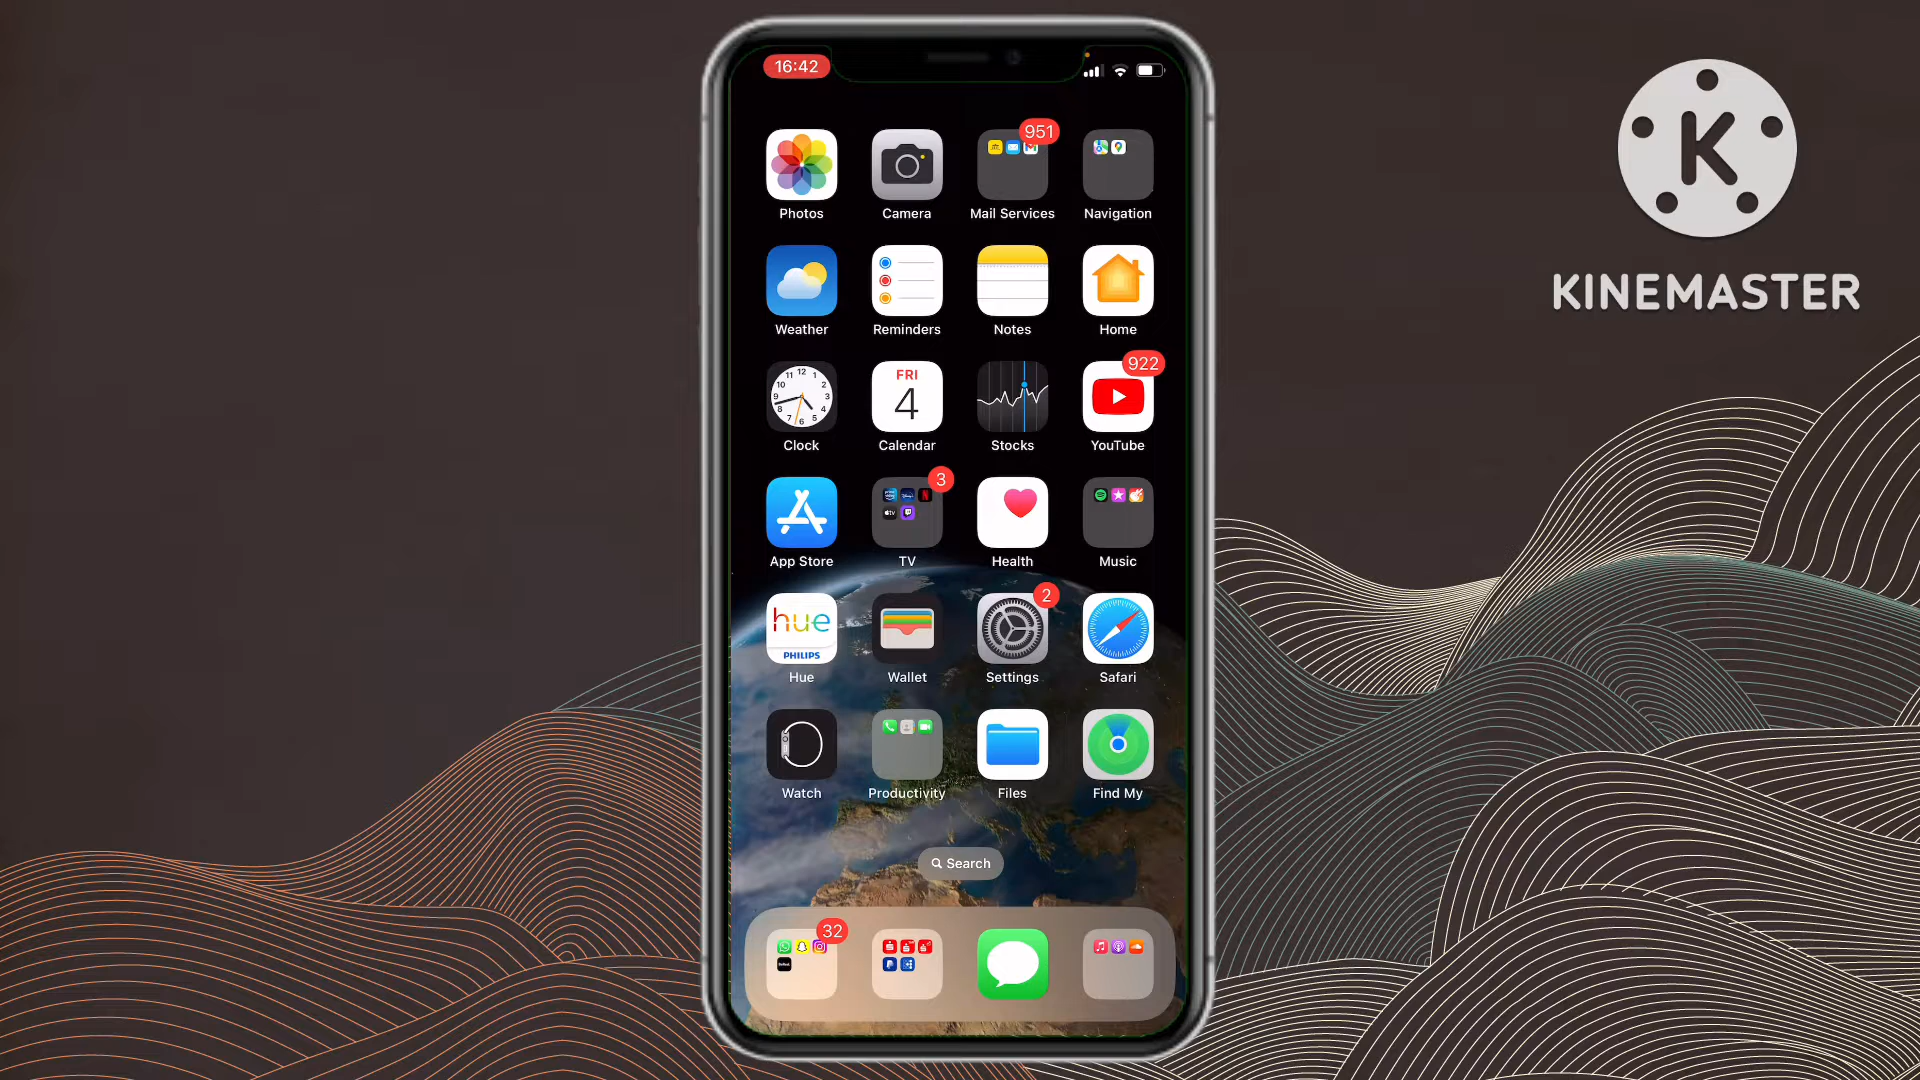 16:42
KINEMASTER
951
Photos Camera Mail Services Navigation
Weather Reminders Notes Home
FRI
4
922
Clock Calendar Stocks YouTube
3
App Store TV Health Music
hue
PHILIPS
2
Hue Wallet Settings Safari
Watch Productivity Files Find My
Search
32